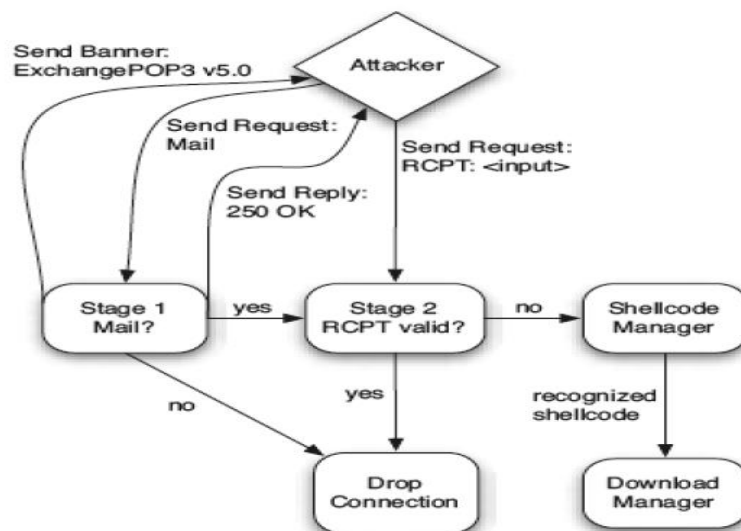 Send Banner:
ExchangePOP3 v5.0
Attacker
Send Request:
Mail
Send Request:
RCPT: <input>
Send Reply:
250 OK
Stage 1
Mail?
yes
Stage 2
RCPT valid?
no
Shellcode
Manager
no
yes
recognized
shellcode
Drop
Connection
Download
Manager